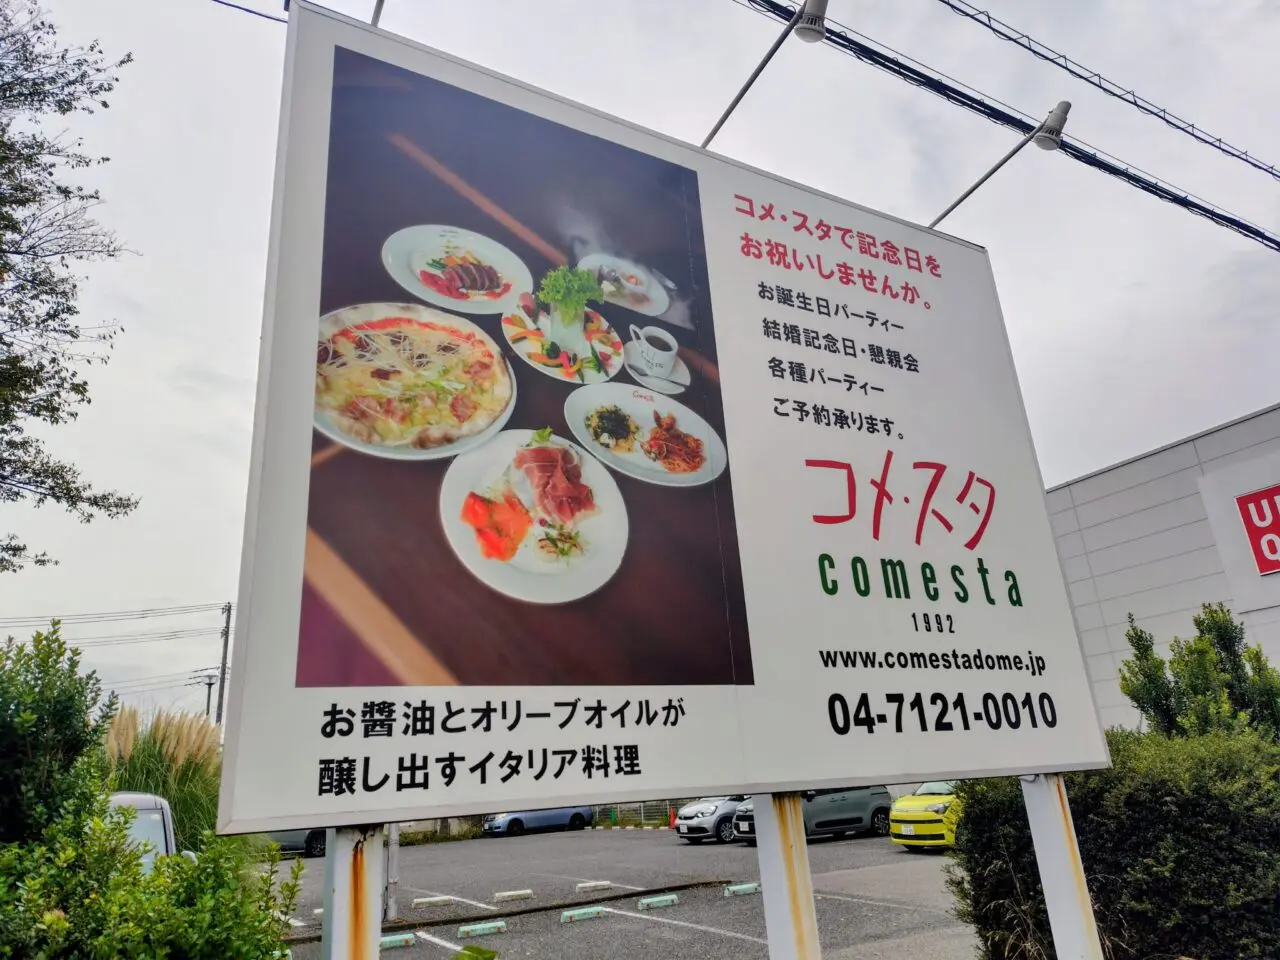 コメ・スタで記念日を
お祝いしませんか。
お誕生日パーティー
結婚記念日・懇親会
各種パーティー
ご予約承ります。
コメ・スタ
comesta
1992
www.comestadome.jp
04-7121-0010
お醬油とオリーブオイルが
醸し出すイタリア料理